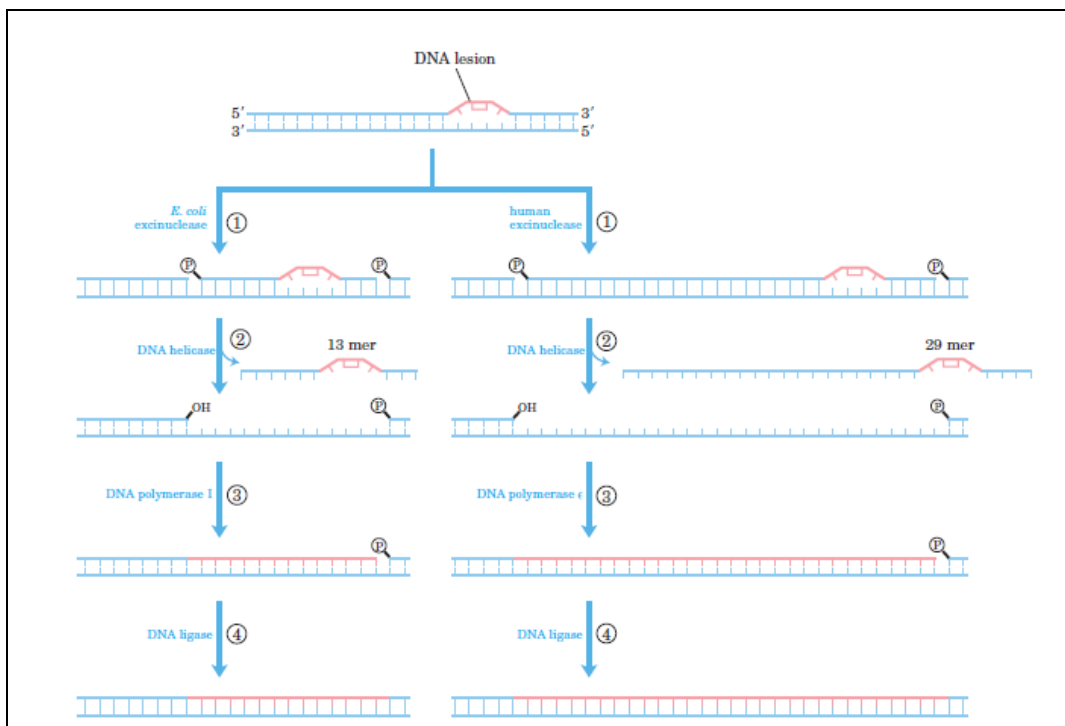 DNA lesion
5′ 3′
3′ 5′
E. coli
excinuclease
①
human
excinuclease
①
P P P P
②
DNA helicase
13 mer
②
DNA helicase
29 mer
OH P OH P
DNA polymerase I ③
DNA polymerase ε ③
P P
DNA ligase ④
DNA ligase ④